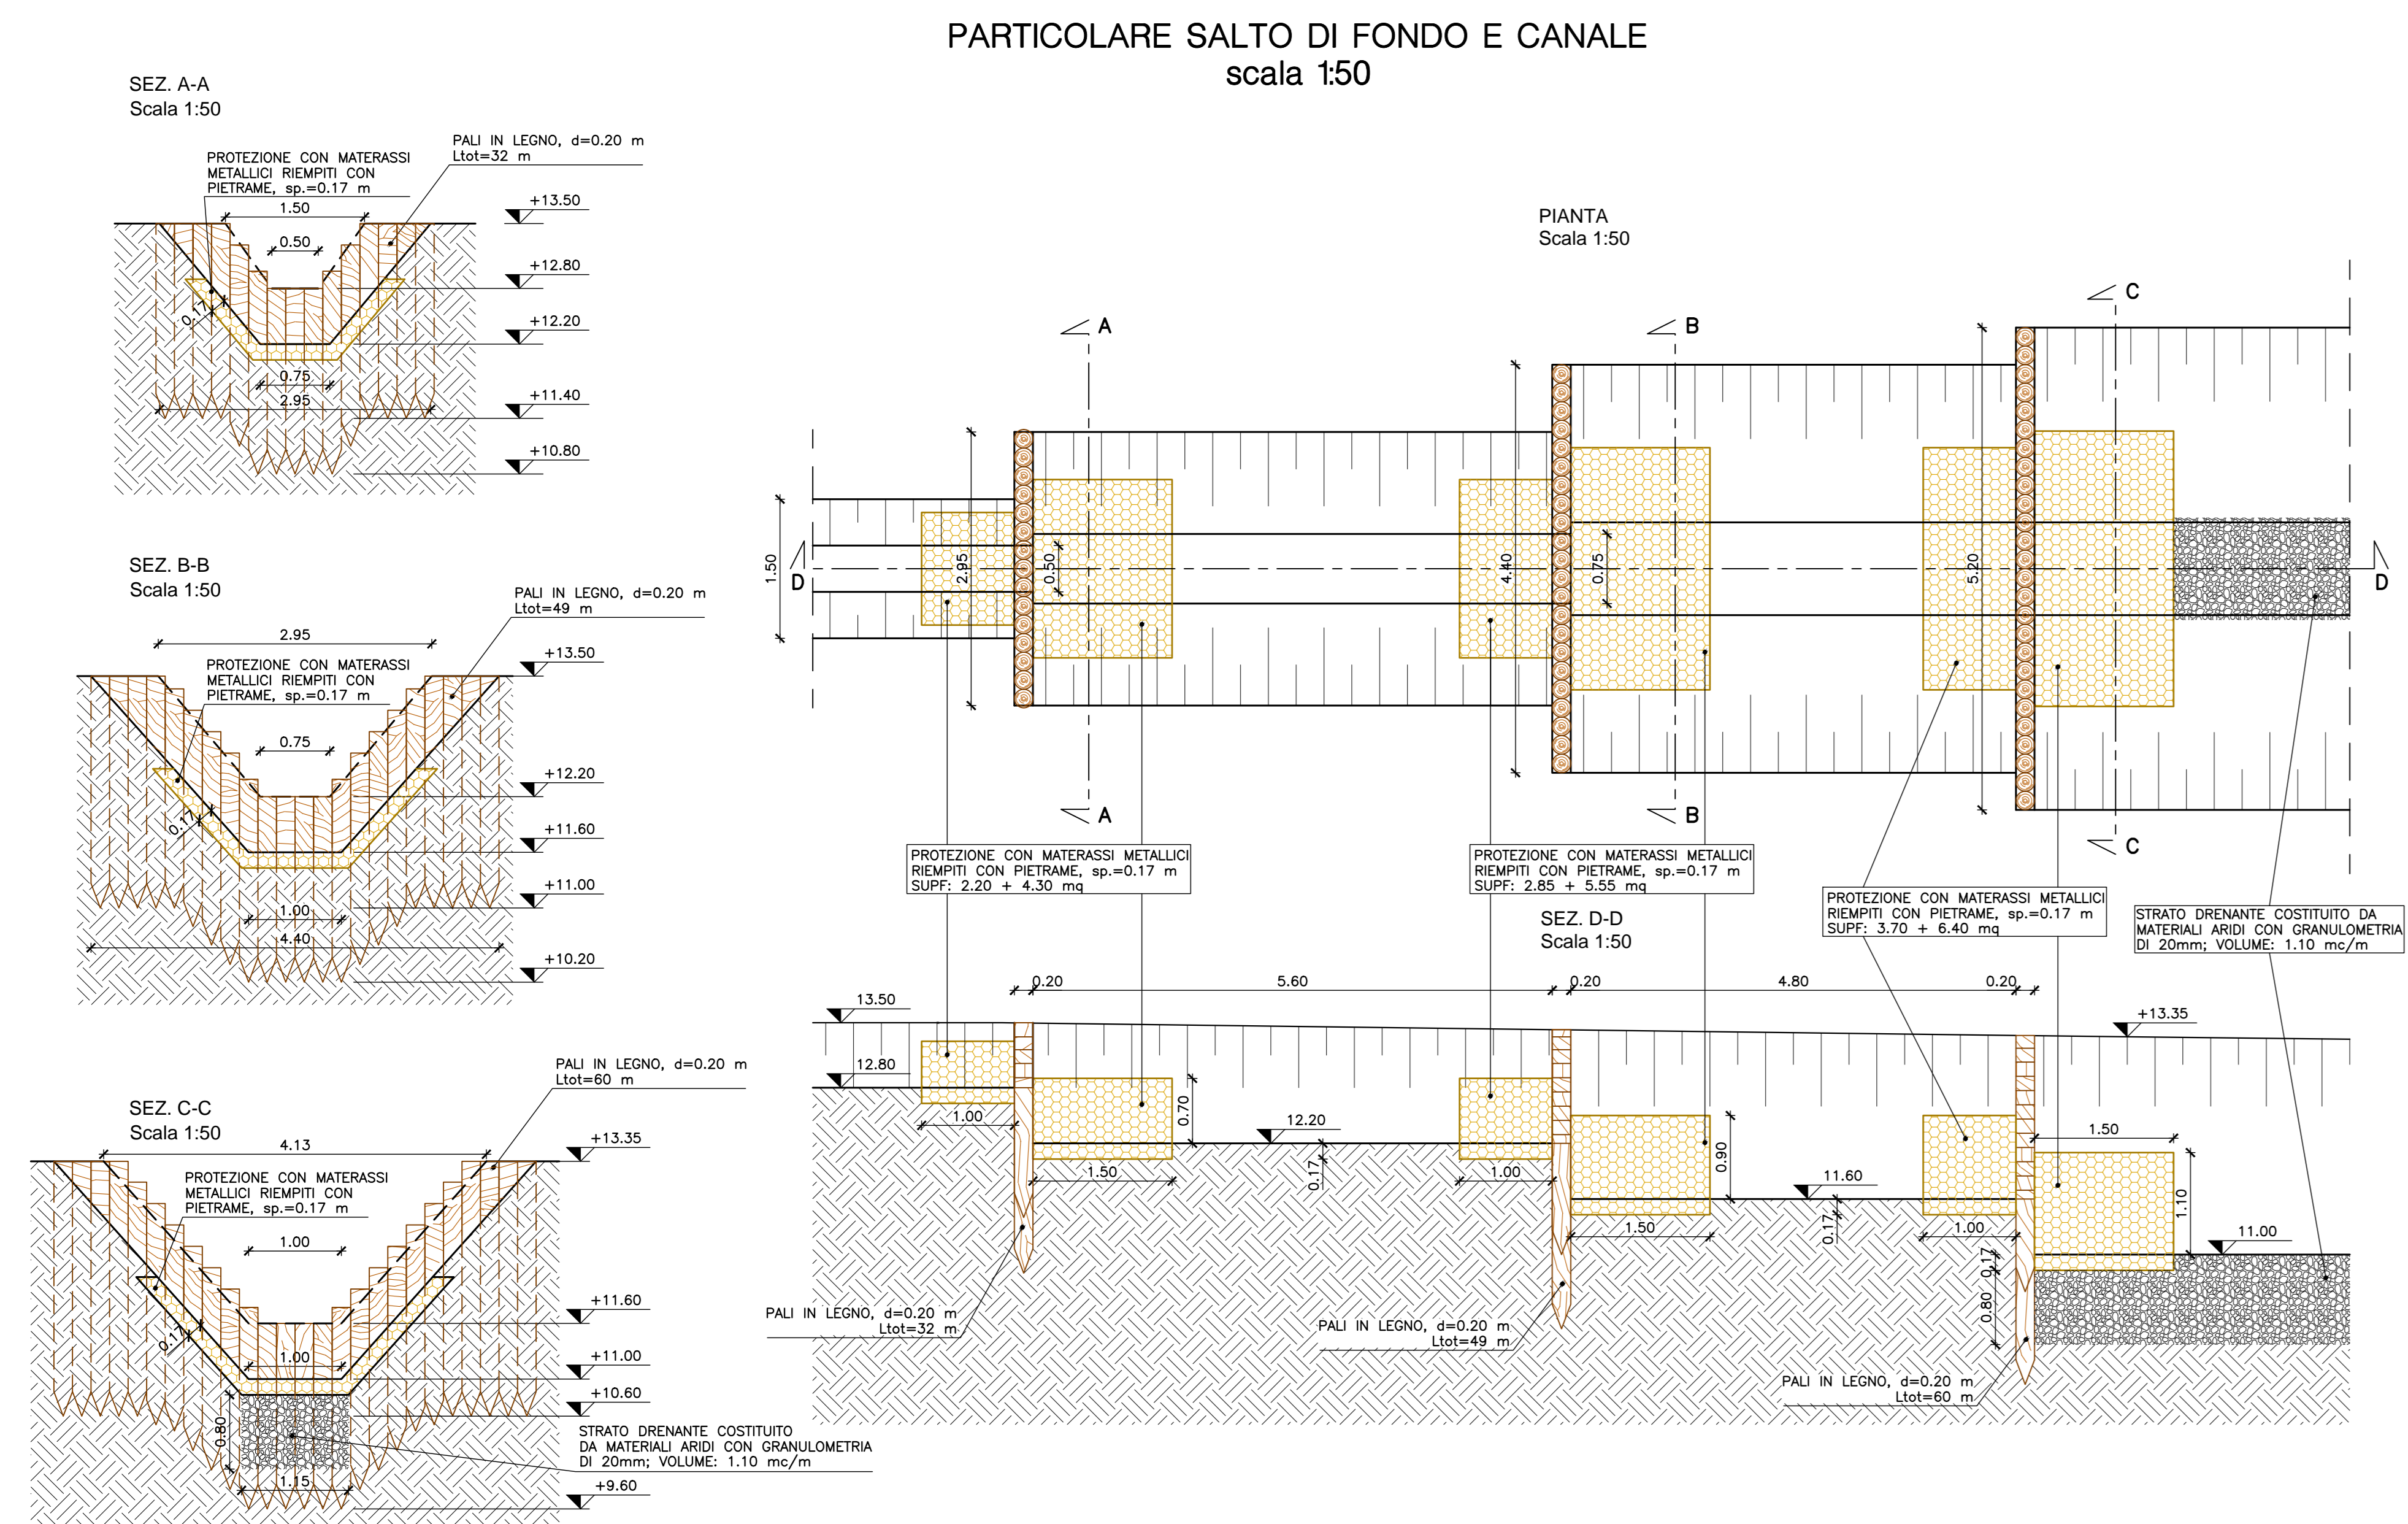 PARTICOLARE SALTO DI FONDO E CANALE
scala 1:50
SEZ. A-A
Scala 1:50
PROTEZIONE CON MATERASSI
METALLICI RIEMPITI CON
PIETRAME, sp.=0.17 m
PALI IN LEGNO, d=0.20 m
Ltot=32 m
1.50
0.50
0.17
0.75
2.95
+13.50
+12.80
+12.20
+11.40
+10.80
SEZ. B-B
Scala 1:50
PALI IN LEGNO, d=0.20 m
Ltot=49 m
2.95
PROTEZIONE CON MATERASSI
METALLICI RIEMPITI CON
PIETRAME, sp.=0.17 m
0.75
0.17
1.00
4.40
+13.50
+12.20
+11.60
+11.00
+10.20
SEZ. C-C
Scala 1:50
PALI IN LEGNO, d=0.20 m
Ltot=60 m
4.13
PROTEZIONE CON MATERASSI
METALLICI RIEMPITI CON
PIETRAME, sp.=0.17 m
1.00
0.17
1.00
0.80
1.15
+13.35
+11.60
+11.00
+10.60
+9.60
STRATO DRENANTE COSTITUITO
DA MATERIALI ARIDI CON GRANULOMETRIA
DI 20mm; VOLUME: 1.10 mc/m
PIANTA
Scala 1:50
A
B
C
1.50
D
2.95
0.50
4.40
0.75
5.20
D
A
B
C
PROTEZIONE CON MATERASSI METALLICI
RIEMPITI CON PIETRAME, sp.=0.17 m
SUPF: 2.20 + 4.30 mq
PROTEZIONE CON MATERASSI METALLICI
RIEMPITI CON PIETRAME, sp.=0.17 m
SUPF: 2.85 + 5.55 mq
PROTEZIONE CON MATERASSI METALLICI
RIEMPITI CON PIETRAME, sp.=0.17 m
SUPF: 3.70 + 6.40 mq
STRATO DRENANTE COSTITUITO DA
MATERIALI ARIDI CON GRANULOMETRIA
DI 20mm; VOLUME: 1.10 mc/m
SEZ. D-D
Scala 1:50
0.20
5.60
0.20
4.80
0.20
13.50
12.80
+13.35
1.00
0.70
1.50
12.20
0.17
1.00
0.90
1.50
11.60
0.17
1.00
1.50
1.10
11.00
0.17
0.80
PALI IN LEGNO, d=0.20 m
Ltot=32 m
PALI IN LEGNO, d=0.20 m
Ltot=49 m
PALI IN LEGNO, d=0.20 m
Ltot=60 m